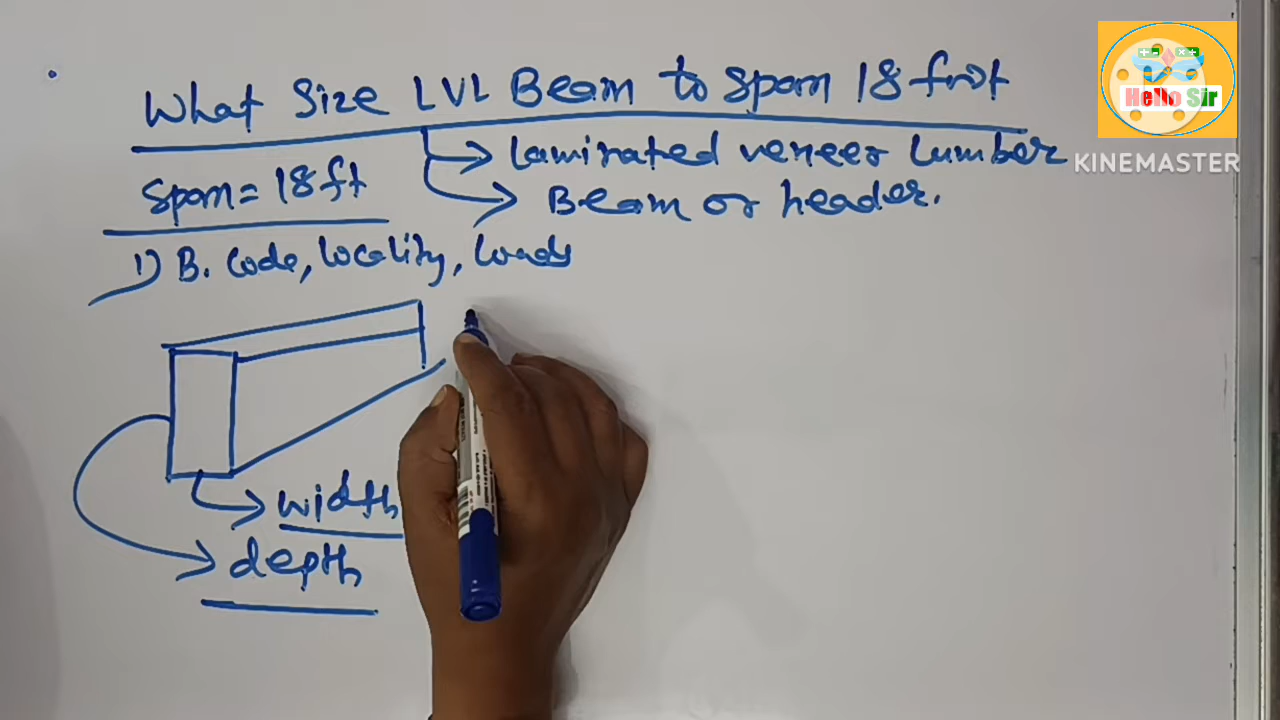 What Size LVL Beam to Span 18 foot
→ laminated veneer lumber
→ Beam or header.
Span = 18 ft
1) B. code, locality, loads
→ width
→ depth
Hello Sir
KINEMASTER